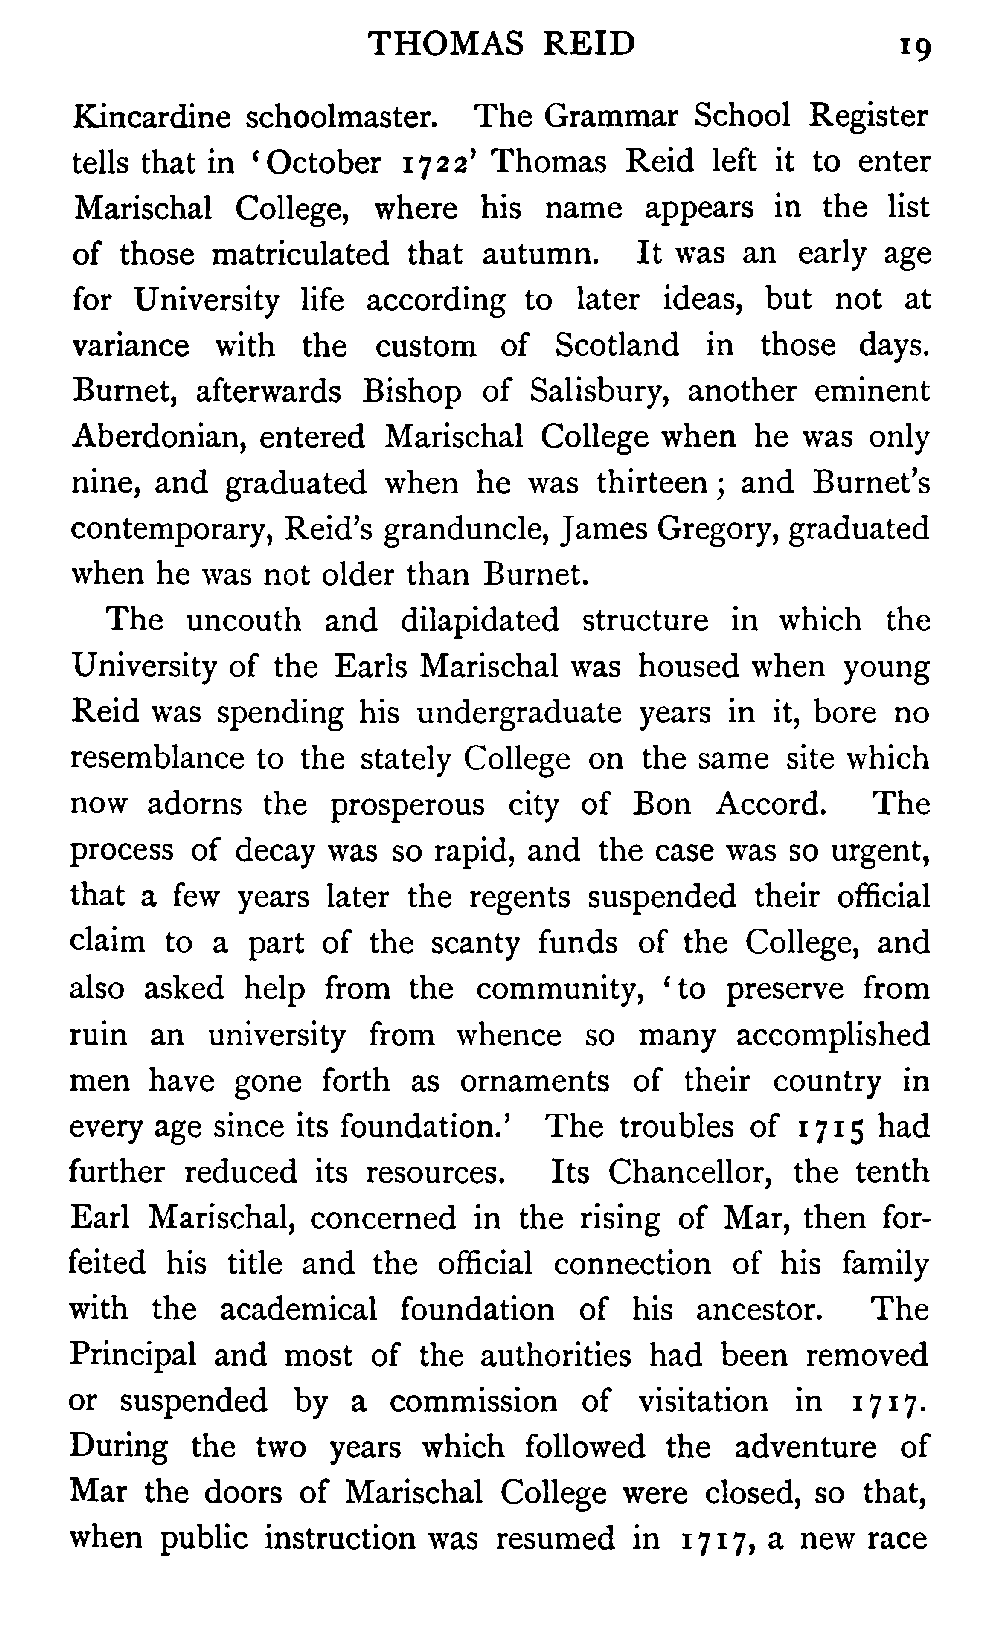 THOMAS REID 19
Kincardine schoolmaster. The Grammar School Register
tells that in ‘October 1722’ Thomas Reid left it to enter
Marischal College, where his name appears in the list
of those matriculated that autumn. It was an early age
for University life according to later ideas, but not at
variance with the custom of Scotland in those days.
Burnet, afterwards Bishop of Salisbury, another eminent
Aberdonian, entered Marischal College when he was only
nine, and graduated when he was thirteen; and Burnet's
contemporary, Reid's granduncle, James Gregory, graduated
when he was not older than Burnet.
The uncouth and dilapidated structure in which the
University of the Earls Marischal was housed when young
Reid was spending his undergraduate years in it, bore no
resemblance to the stately College on the same site which
now adorns the prosperous city of Bon Accord. The
process of decay was so rapid, and the case was so urgent,
that a few years later the regents suspended their official
claim to a part of the scanty funds of the College, and
also asked help from the community, ‘to preserve from
ruin an university from whence so many accomplished
men have gone forth as ornaments of their country in
every age since its foundation.’ The troubles of 1715 had
further reduced its resources. Its Chancellor, the tenth
Earl Marischal, concerned in the rising of Mar, then for-
feited his title and the official connection of his family
with the academical foundation of his ancestor. The
Principal and most of the authorities had been removed
or suspended by a commission of visitation in 1717.
During the two years which followed the adventure of
Mar the doors of Marischal College were closed, so that,
when public instruction was resumed in 1717, a new race